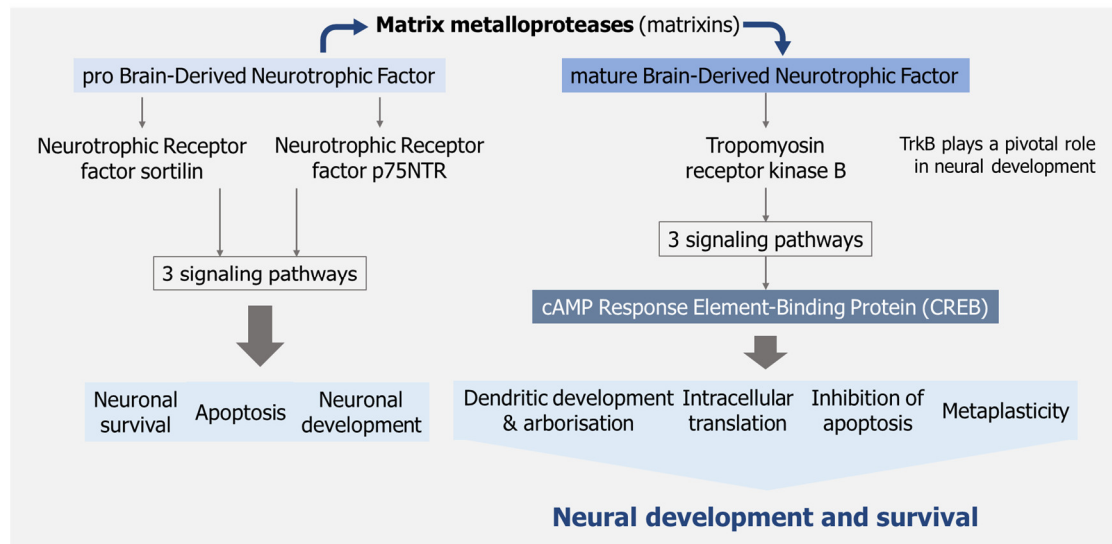 Matrix metalloproteases (matrixins)
pro Brain-Derived Neurotrophic Factor
mature Brain-Derived Neurotrophic Factor
Neurotrophic Receptor
factor sortilin
Neurotrophic Receptor
factor p75NTR
Tropomyosin
receptor kinase B
TrkB plays a pivotal role
in neural development
3 signaling pathways
3 signaling pathways
cAMP Response Element-Binding Protein (CREB)
Neuronal
survival
Apoptosis
Neuronal
development
Dendritic development
& arborisation
Intracellular
translation
Inhibition of
apoptosis
Metaplasticity
Neural development and survival